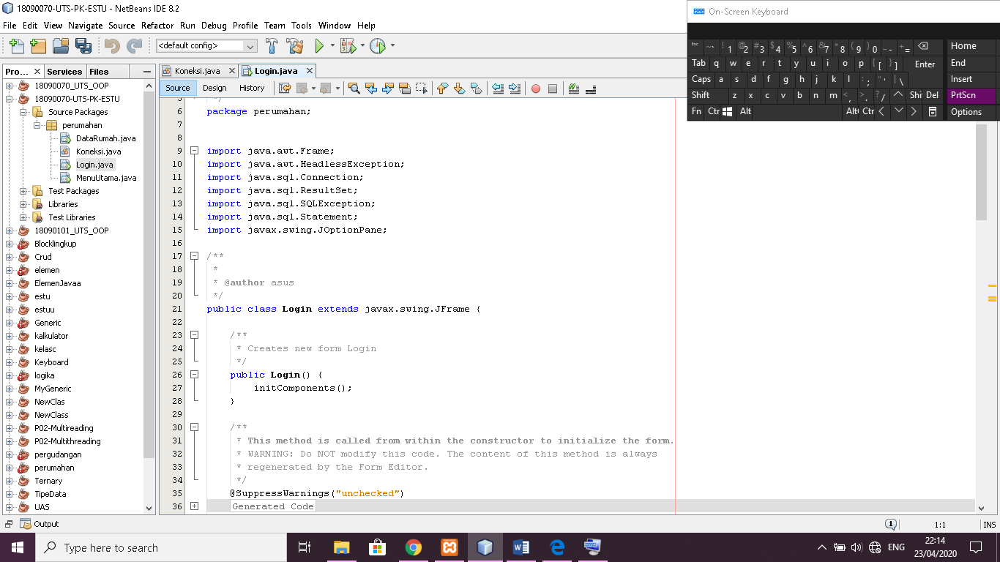 18090070-UTS-PK-ESTU - NetBeans IDE 8.2
File Edit View Navigate Source Refactor Run Debug Profile Team Tools Window Help
<default config>
On-Screen Keyboard
esc ~` !1 @2 #3 $4 %5 ^6 &7 *8 (9 )0 _- += Home
Tab q w e r t y u i o p {[ }] Enter End
Caps a s d f g h j k l :; "' |\ Insert
Shift z x c v b n m <, >. ?/ Shi Del PrtScn
Fn Ctr Alt Alt Ctr Options
Pro... Services Files
18090070_UTS_OOP
18090070-UTS-PK-ESTU
Source Packages
perumahan
DataRumah.java
Koneksi.java
Login.java
MenuUtama.java
Test Packages
Libraries
Test Libraries
18090101_UTS_OOP
Blocklingkup
Crud
elemen
ElemenJavaa
estu
estuu
Generic
kalkulator
kelasc
Keyboard
logika
MyGeneric
NewClas
NewClass
P02-Multireading
P02-Multithreading
pergudangan
perumahan
Ternary
TipeData
UAS
Koneksi.java Login.java
Source Design History
5 */
6 package perumahan;
7
8
9 import java.awt.Frame;
10 import java.awt.HeadlessException;
11 import java.sql.Connection;
12 import java.sql.ResultSet;
13 import java.sql.SQLException;
14 import java.sql.Statement;
15 import javax.swing.JOptionPane;
16
17 /**
18 *
19 * @author asus
20 */
21 public class Login extends javax.swing.JFrame {
22
23 /**
24 * Creates new form Login
25 */
26 public Login() {
27 initComponents();
28 }
29
30 /**
31 * This method is called from within the constructor to initialize the form.
32 * WARNING: Do NOT modify this code. The content of this method is always
33 * regenerated by the Form Editor.
34 */
35 @SuppressWarnings("unchecked")
36 Generated Code
Output
1 1:1 INS
Type here to search
ENG
22:14
23/04/2020